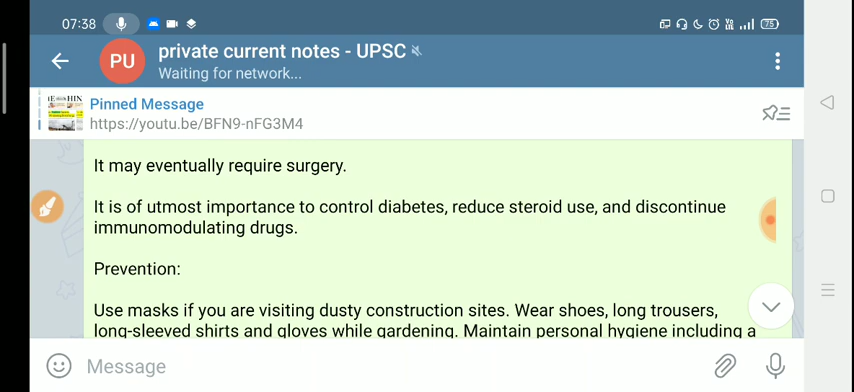 07:38
75
PU
private current notes - UPSC
Waiting for network...
Pinned Message
https://youtu.be/BFN9-nFG3M4
It may eventually require surgery.
It is of utmost importance to control diabetes, reduce steroid use, and discontinue
immunomodulating drugs.
Prevention:
Use masks if you are visiting dusty construction sites. Wear shoes, long trousers,
long-sleeved shirts and gloves while gardening. Maintain personal hygiene including a
Message